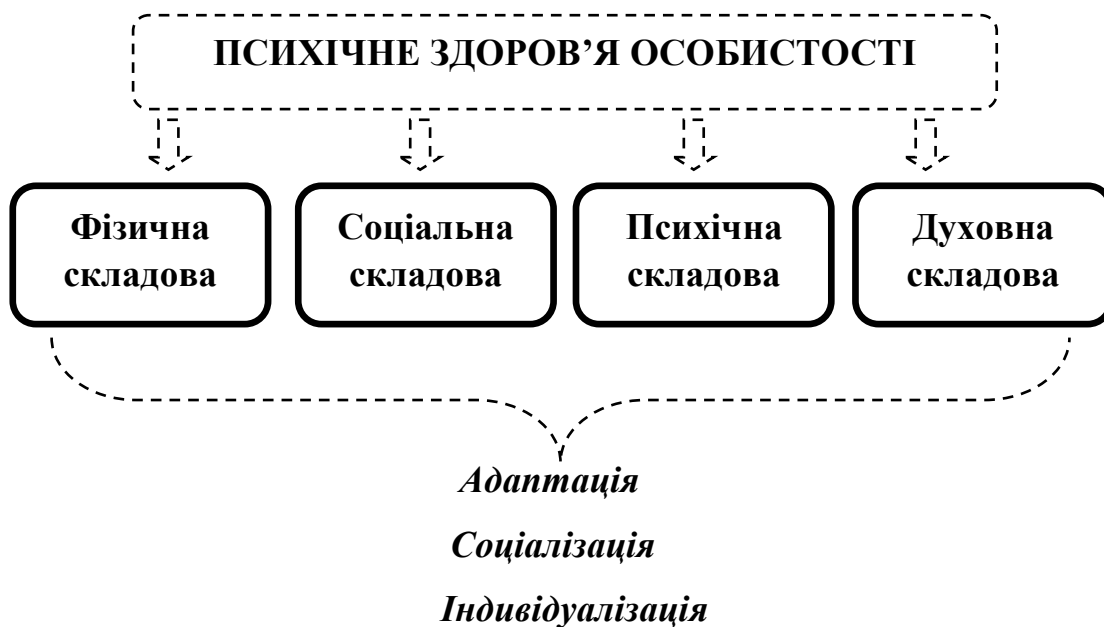 ПСИХІЧНЕ ЗДОРОВ’Я ОСОБИСТОСТІ
Фізична
складова
Соціальна
складова
Психічна
складова
Духовна
складова
Адаптація
Соціалізація
Індивідуалізація